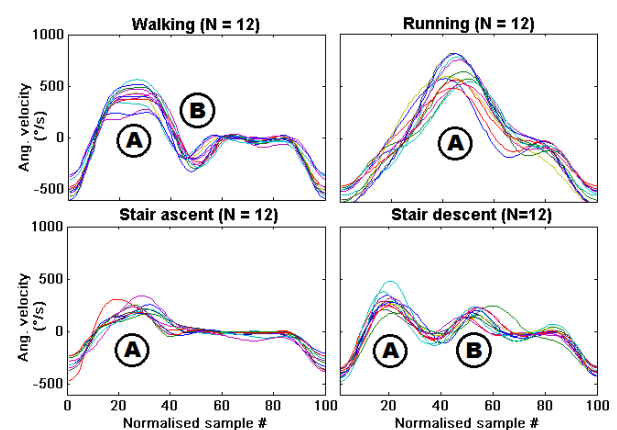 Walking (N = 12)
Running (N = 12)
1000
500
0
-500
Ang. velocity
(°/s)
A
B
A
Stair ascent (N = 12)
Stair descent (N=12)
1000
500
0
-500
Ang. velocity
(°/s)
A
A
B
0
20
40
60
80
100
20
40
60
80
100
Normalised sample #
Normalised sample #